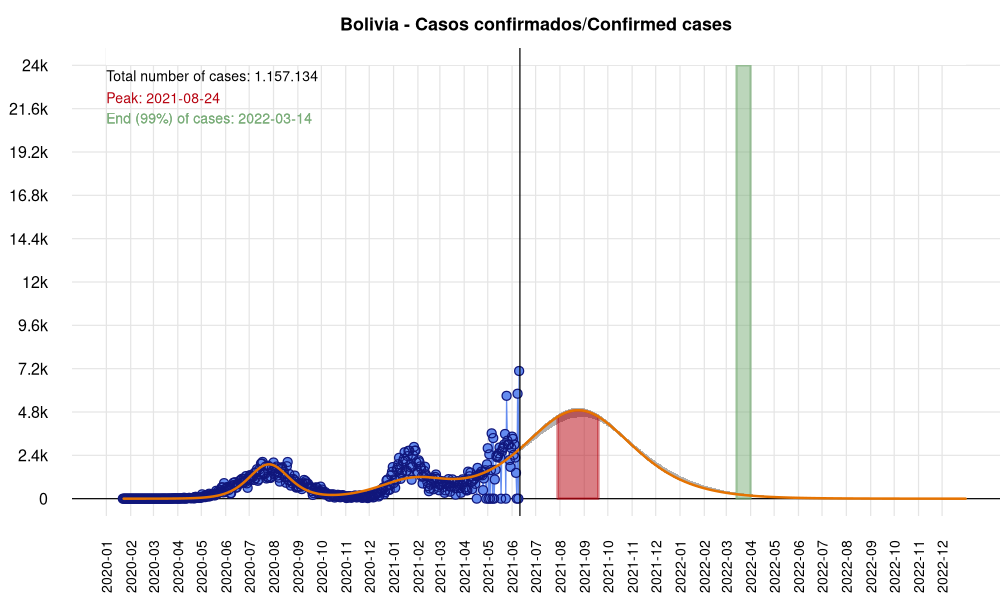 Bolivia - Casos confirmados/Confirmed cases
Total number of cases: 1.157.134
Peak: 2021-08-24
End (99%) of cases: 2022-03-14
24k
21.6k
19.2k
16.8k
14.4k
12k
9.6k
7.2k
4.8k
2.4k
0
2020-01
2020-02
2020-03
2020-04
2020-05
2020-06
2020-07
2020-08
2020-09
2020-10
2020-11
2020-12
2021-01
2021-02
2021-03
2021-04
2021-05
2021-06
2021-07
2021-08
2021-09
2021-10
2021-11
2021-12
2022-01
2022-02
2022-03
2022-04
2022-05
2022-06
2022-07
2022-08
2022-09
2022-10
2022-11
2022-12